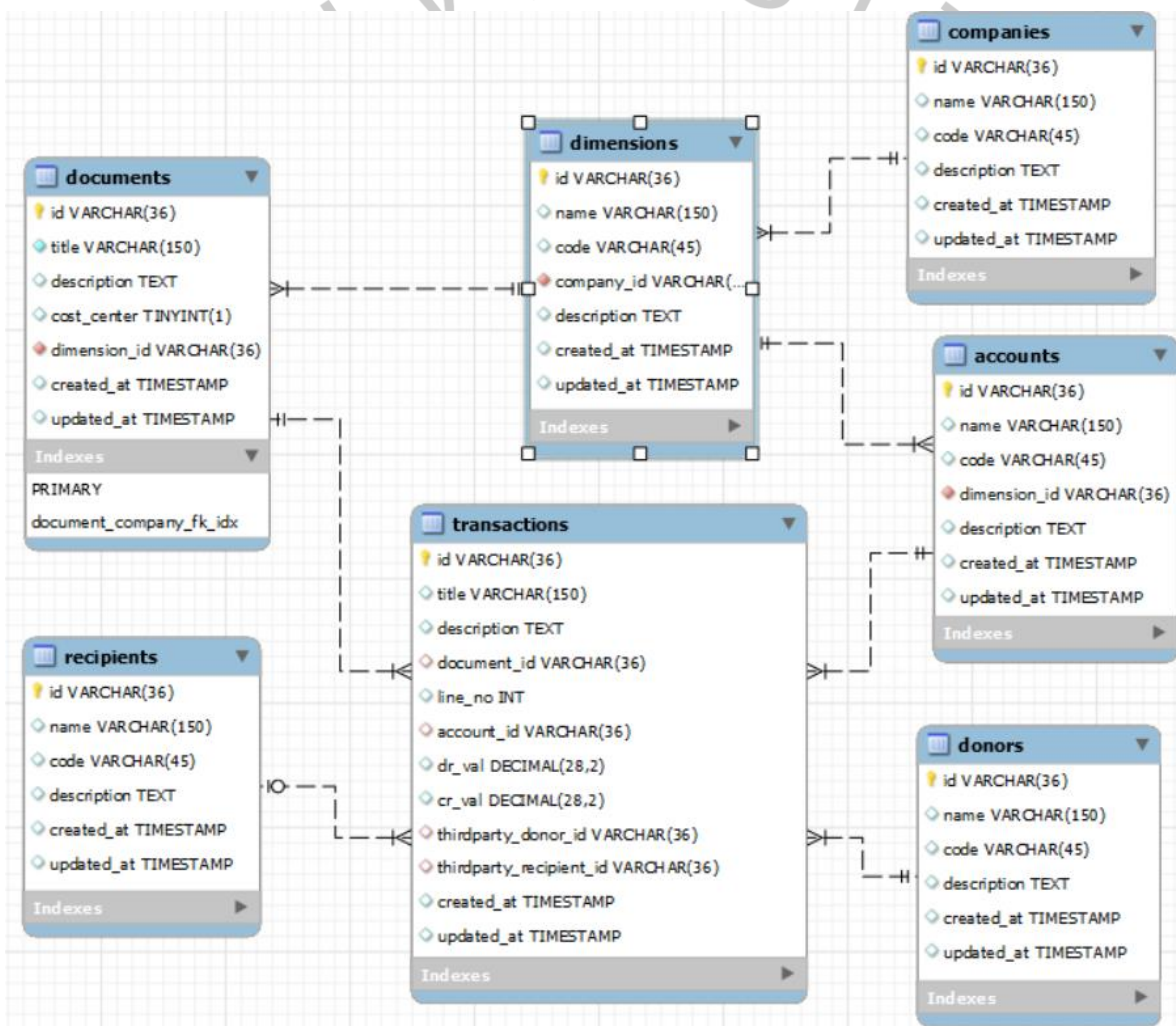 companies
id VARCHAR(36)
name VARCHAR(150)
code VARCHAR(45)
description TEXT
created_at TIMESTAMP
updated_at TIMESTAMP
Indexes
dimensions
id VARCHAR(36)
name VARCHAR(150)
code VARCHAR(45)
company_id VARCHAR(...
description TEXT
created_at TIMESTAMP
updated_at TIMESTAMP
Indexes
documents
id VARCHAR(36)
title VARCHAR(150)
description TEXT
cost_center TINYINT(1)
dimension_id VARCHAR(36)
created_at TIMESTAMP
updated_at TIMESTAMP
Indexes
PRIMARY
document_company_fk_idx
accounts
id VARCHAR(36)
name VARCHAR(150)
code VARCHAR(45)
dimension_id VARCHAR(36)
description TEXT
created_at TIMESTAMP
updated_at TIMESTAMP
Indexes
transactions
id VARCHAR(36)
title VARCHAR(150)
description TEXT
document_id VARCHAR(36)
line_no INT
account_id VARCHAR(36)
dr_val DECIMAL(28,2)
cr_val DECIMAL(28,2)
thirdparty_donor_id VARCHAR(36)
thirdparty_recipient_id VARCHAR(36)
created_at TIMESTAMP
updated_at TIMESTAMP
Indexes
recipients
id VARCHAR(36)
name VARCHAR(150)
code VARCHAR(45)
description TEXT
created_at TIMESTAMP
updated_at TIMESTAMP
Indexes
donors
id VARCHAR(36)
name VARCHAR(150)
code VARCHAR(45)
description TEXT
created_at TIMESTAMP
updated_at TIMESTAMP
Indexes